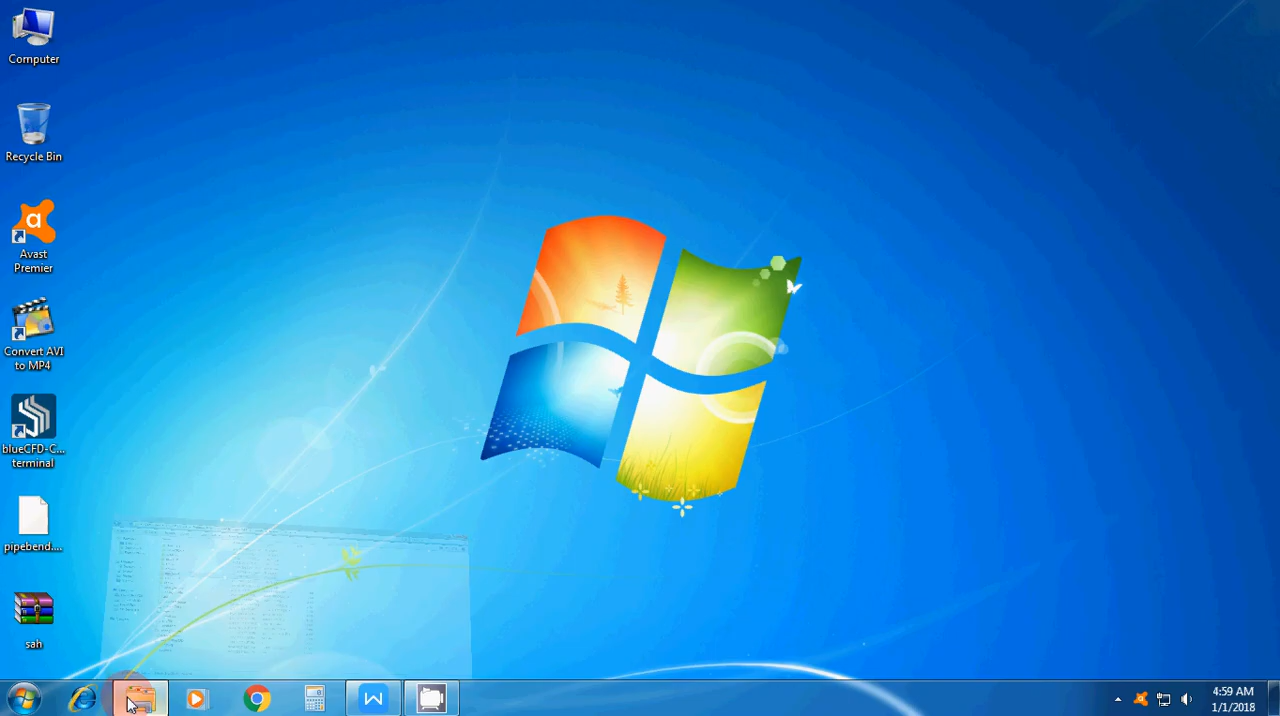 Computer
Recycle Bin
Avast
Premier
Convert AVI
to MP4
blueCFD-C...
terminal
pipebend....
sah
4:59 AM
1/1/2018